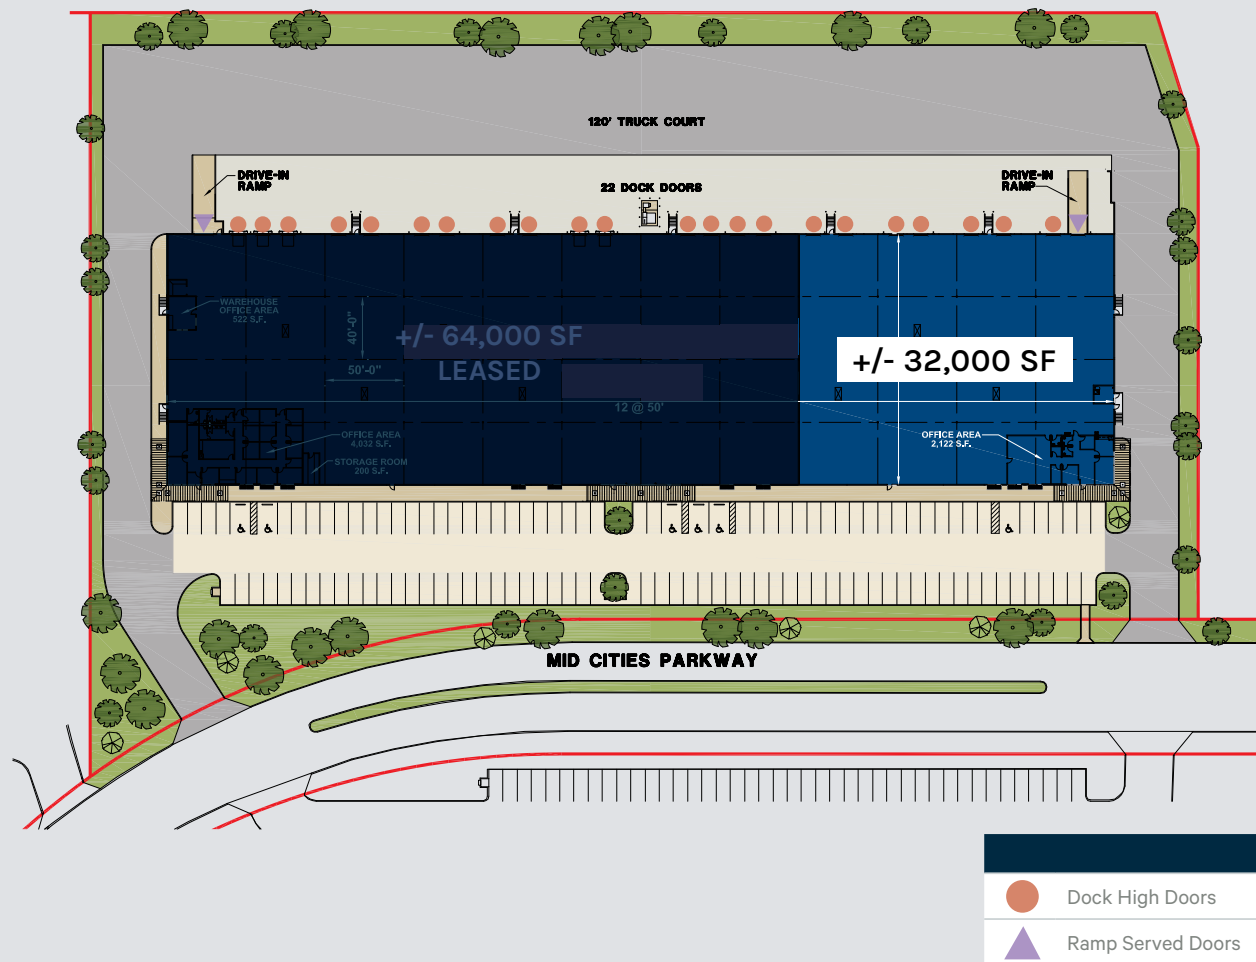 120' TRUCK COURT
DRIVE-IN
RAMP
22 DOCK DOORS
DRIVE-IN
RAMP
WAREHOUSE
OFFICE AREA
522 S.F.
40'-0"
+/- 64,000 SF
LEASED
50'-0"
+/- 32,000 SF
12 @ 50'
OFFICE AREA
4,032 S.F.
OFFICE AREA
2,122 S.F.
STORAGE ROOM
200 S.F.
MID CITIES PARKWAY
Dock High Doors
Ramp Served Doors